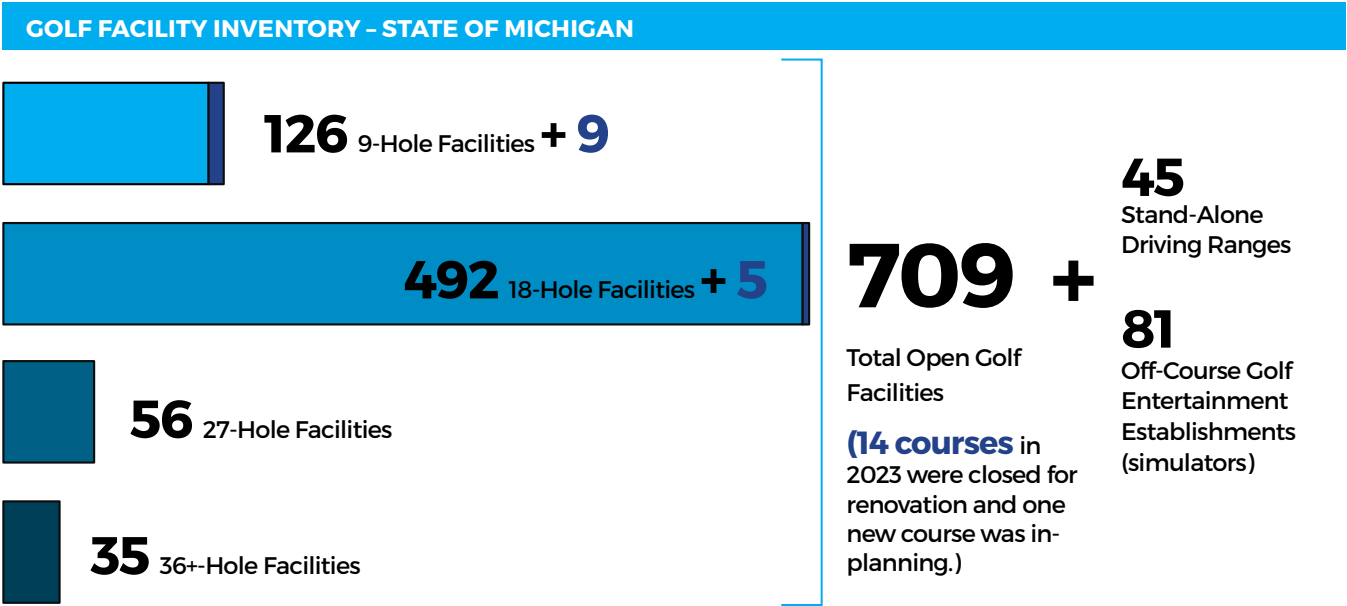 GOLF FACILITY INVENTORY – STATE OF MICHIGAN
126 9-Hole Facilities + 9
492 18-Hole Facilities + 5
56 27-Hole Facilities
35 36+-Hole Facilities
709 +
Total Open Golf
Facilities
(14 courses in
2023 were closed for
renovation and one
new course was in-
planning.)
45
Stand-Alone
Driving Ranges
81
Off-Course Golf
Entertainment
Establishments
(simulators)